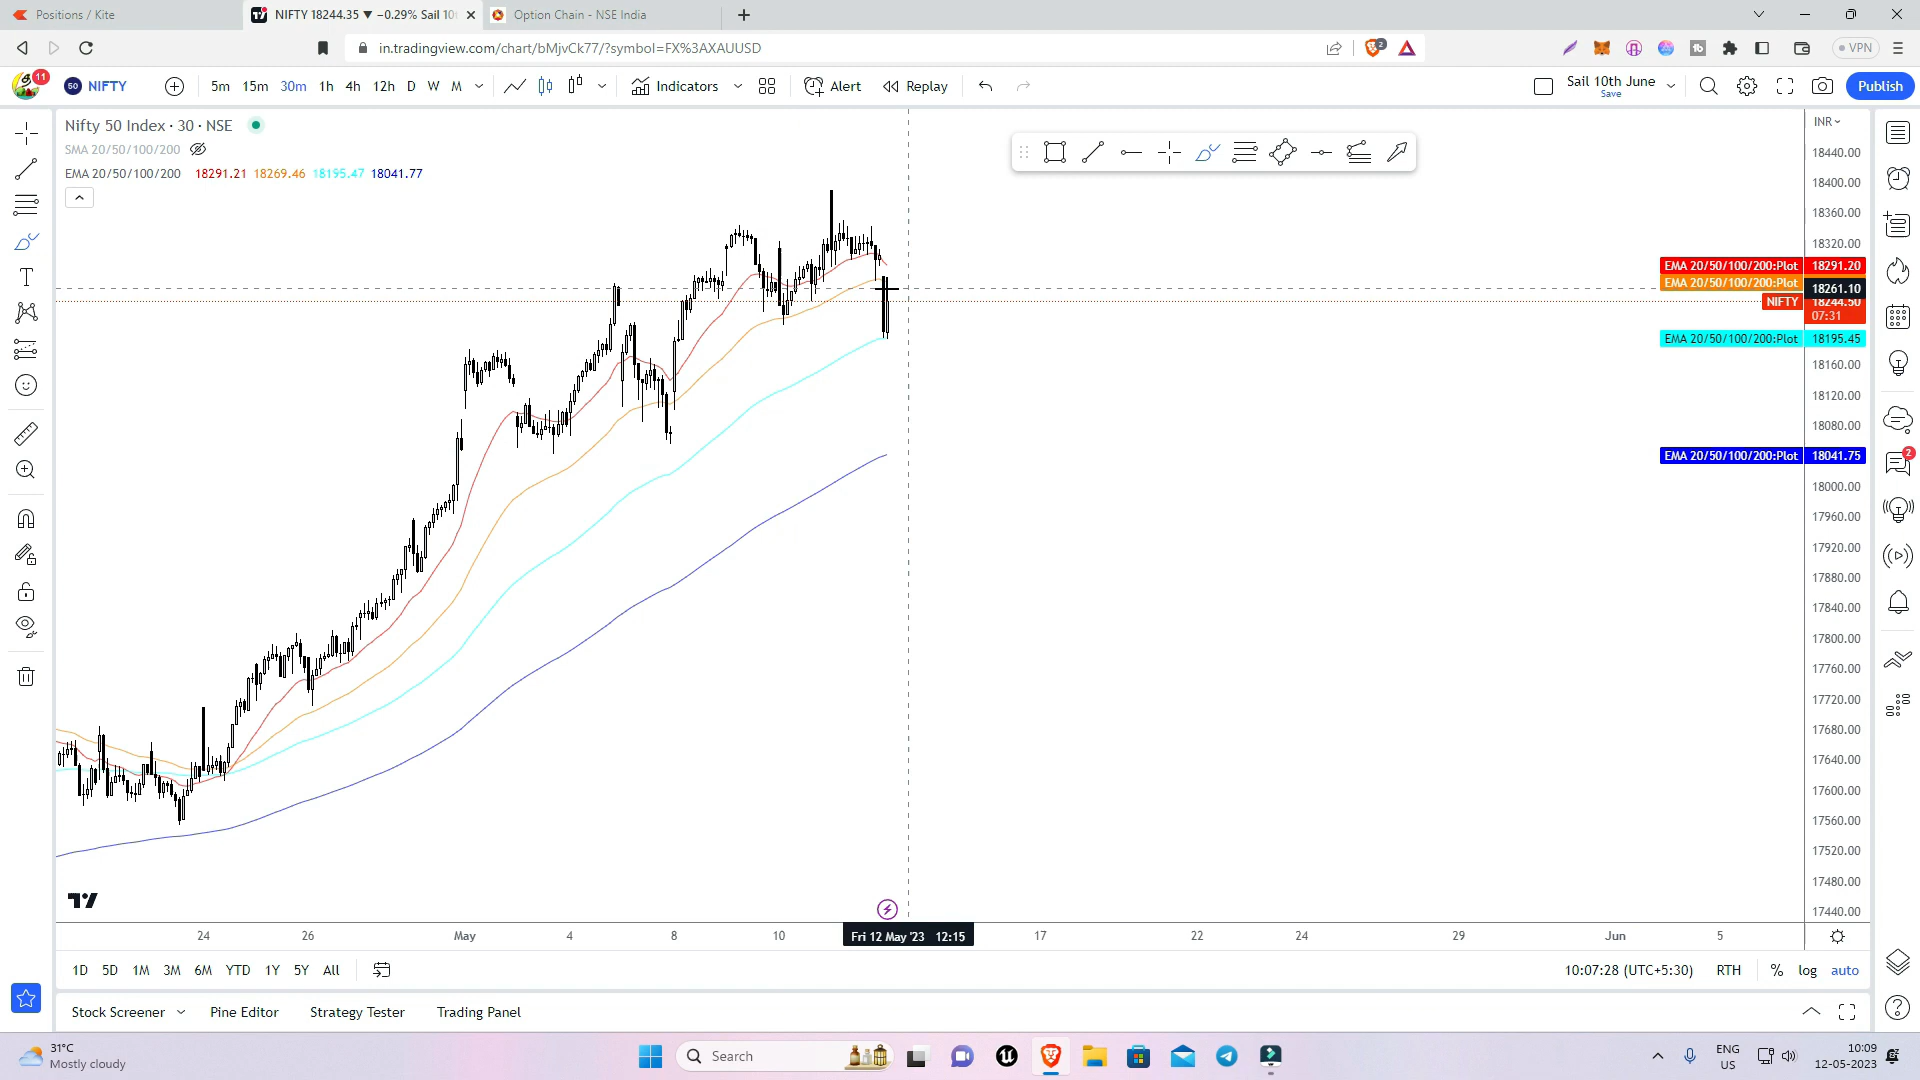 Positions / Kite
NIFTY 18244.35 ▼ −0.29% Sail 10t
Option Chain - NSE India
in.tradingview.com/chart/bMjvCk77/?symbol=FX%3AXAUUSD
2
VPN
11
50 NIFTY
5m 15m 30m 1h 4h 12h D W M
Indicators
Alert
Replay
Sail 10th June
Save
Publish
Nifty 50 Index · 30 · NSE
SMA 20/50/100/200
EMA 20/50/100/200 18291.21 18269.46 18195.47 18041.77
INR
18440.00
18400.00
18360.00
18320.00
EMA 20/50/100/200:Plot 18291.20
EMA 20/50/100/200:Plot
18261.10
NIFTY 18244.50
07:31
EMA 20/50/100/200:Plot 18195.45
18160.00
18120.00
18080.00
EMA 20/50/100/200:Plot 18041.75
18000.00
17960.00
17920.00
17880.00
17840.00
17800.00
17760.00
17720.00
17680.00
17640.00
17600.00
17560.00
17520.00
17480.00
17440.00
2
24 26 May 4 8 10 Fri 12 May '23 12:15 17 22 24 29 Jun 5
1D 5D 1M 3M 6M YTD 1Y 5Y All
10:07:28 (UTC+5:30) RTH % log auto
Stock Screener Pine Editor Strategy Tester Trading Panel
31°C
Mostly cloudy
Search
ENG
US
10:09
12-05-2023